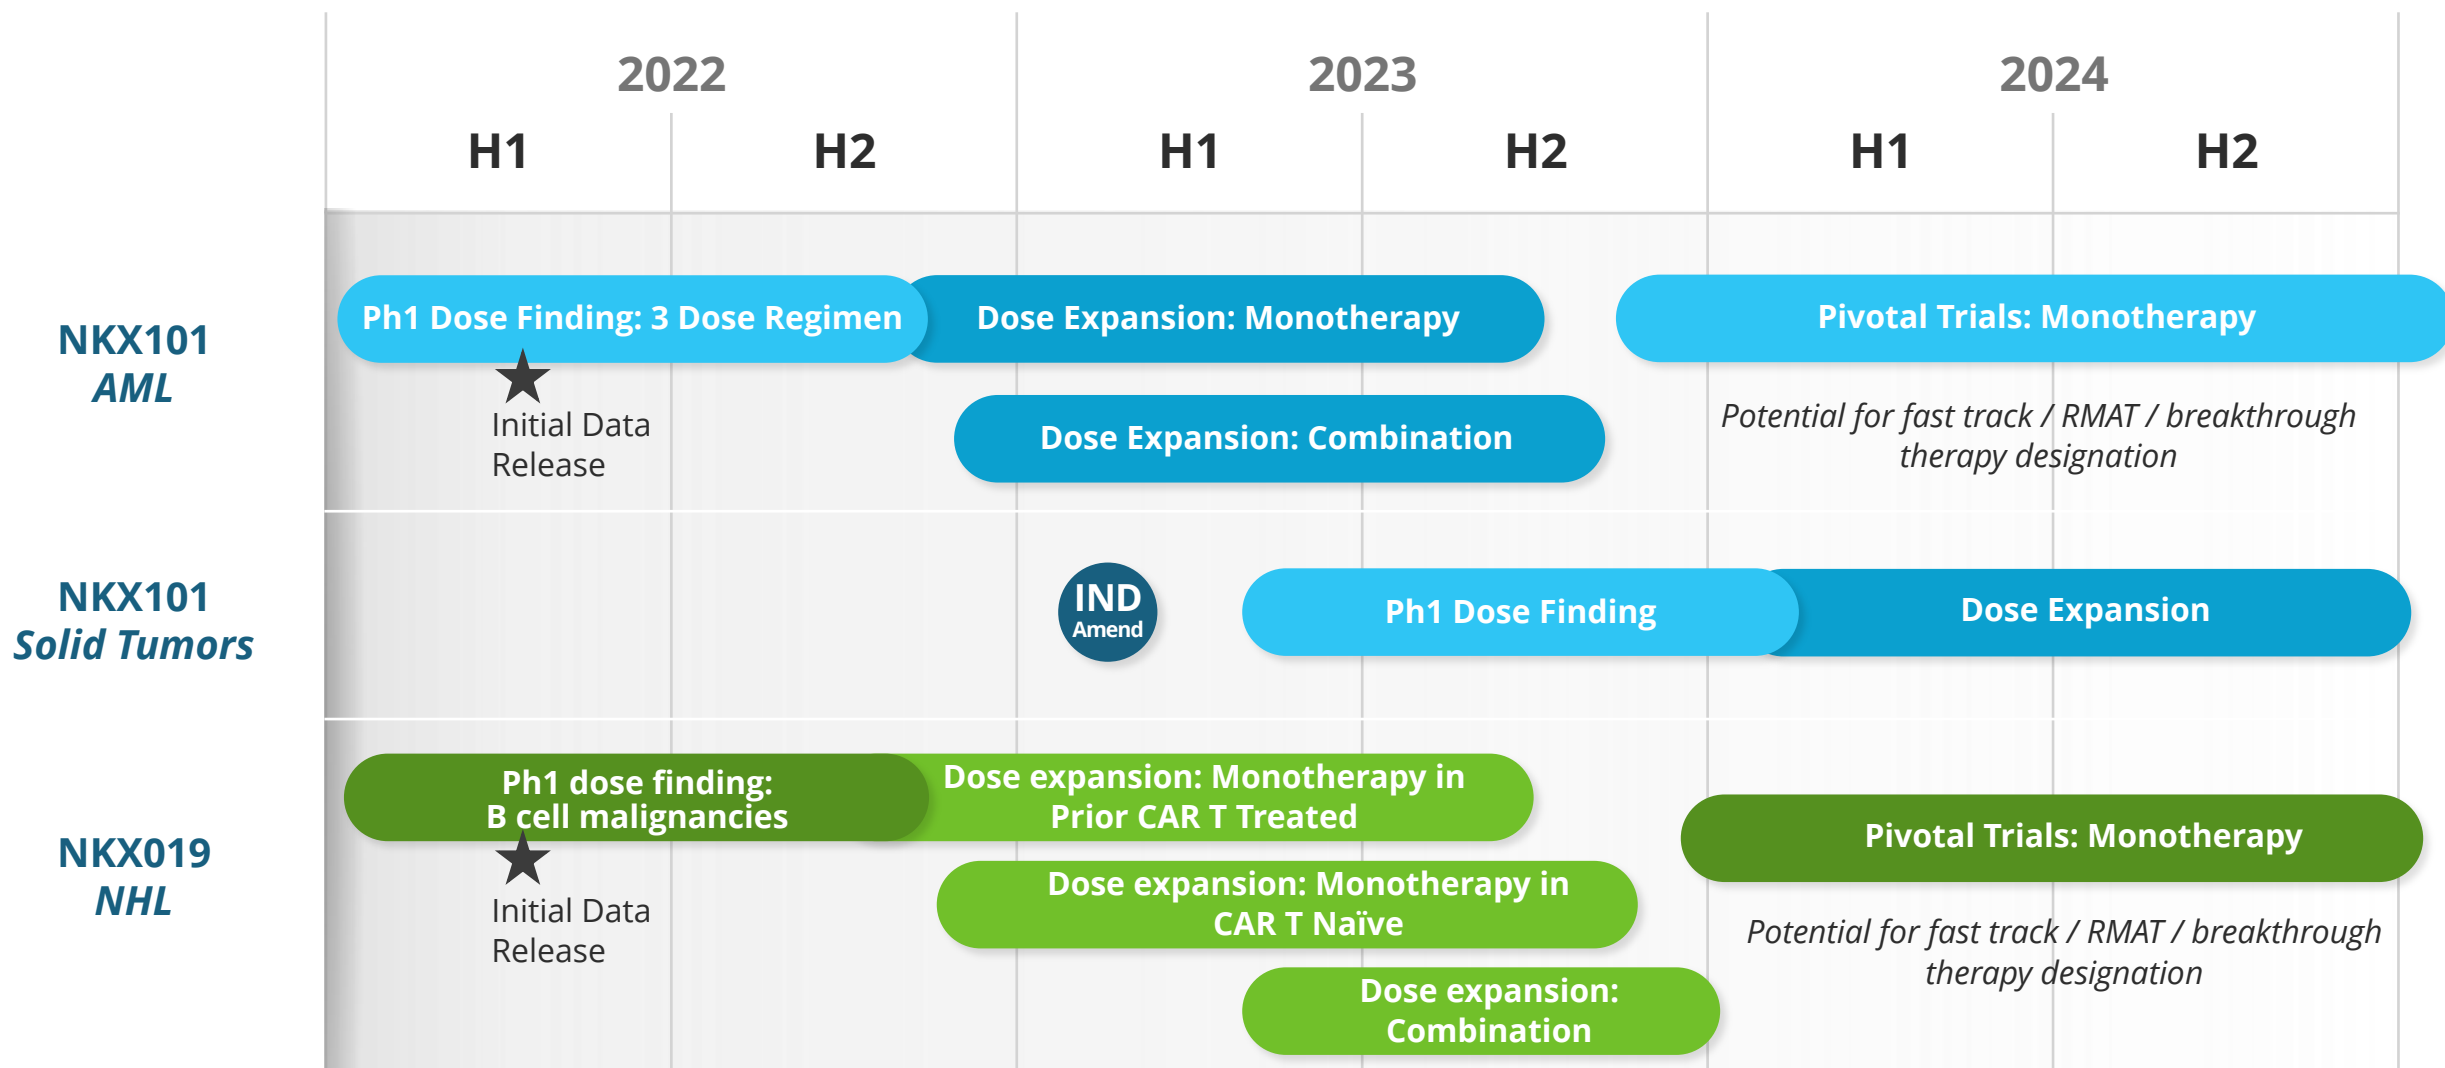 2022
2023
2024
H1
H2
H1
H2
H1
H2
NKX101
AML
Ph1 Dose Finding: 3 Dose Regimen
Dose Expansion: Monotherapy
Pivotal Trials: Monotherapy
Initial Data
Release
Dose Expansion: Combination
Potential for fast track / RMAT / breakthrough
therapy designation
NKX101
Solid Tumors
IND
Amend
Ph1 Dose Finding
Dose Expansion
NKX019
NHL
Ph1 dose finding:
B cell malignancies
Dose expansion: Monotherapy in
Prior CAR T Treated
Pivotal Trials: Monotherapy
Initial Data
Release
Dose expansion: Monotherapy in
CAR T Naïve
Potential for fast track / RMAT / breakthrough
therapy designation
Dose expansion:
Combination